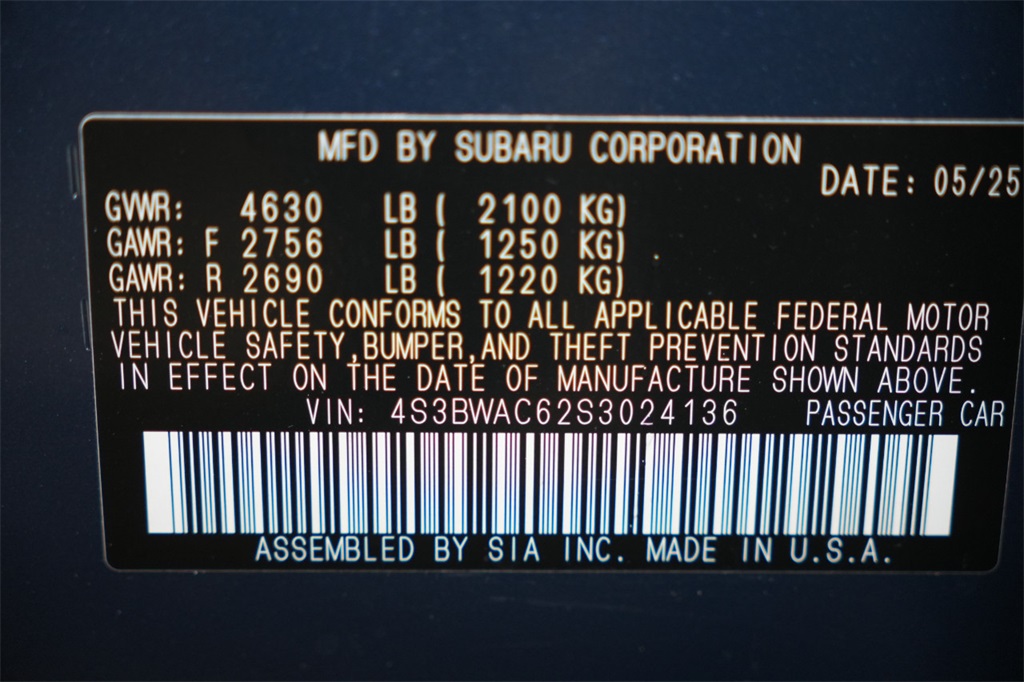 MFD BY SUBARU CORPORATION
DATE: 05/25
GVWR: 4630 LB ( 2100 KG)
GAWR: F 2756 LB ( 1250 KG)
GAWR: R 2690 LB ( 1220 KG)
THIS VEHICLE CONFORMS TO ALL APPLICABLE FEDERAL MOTOR
VEHICLE SAFETY,BUMPER,AND THEFT PREVENTION STANDARDS
IN EFFECT ON THE DATE OF MANUFACTURE SHOWN ABOVE.
VIN: 4S3BWAC62S3024136 PASSENGER CAR
ASSEMBLED BY SIA INC. MADE IN U.S.A.